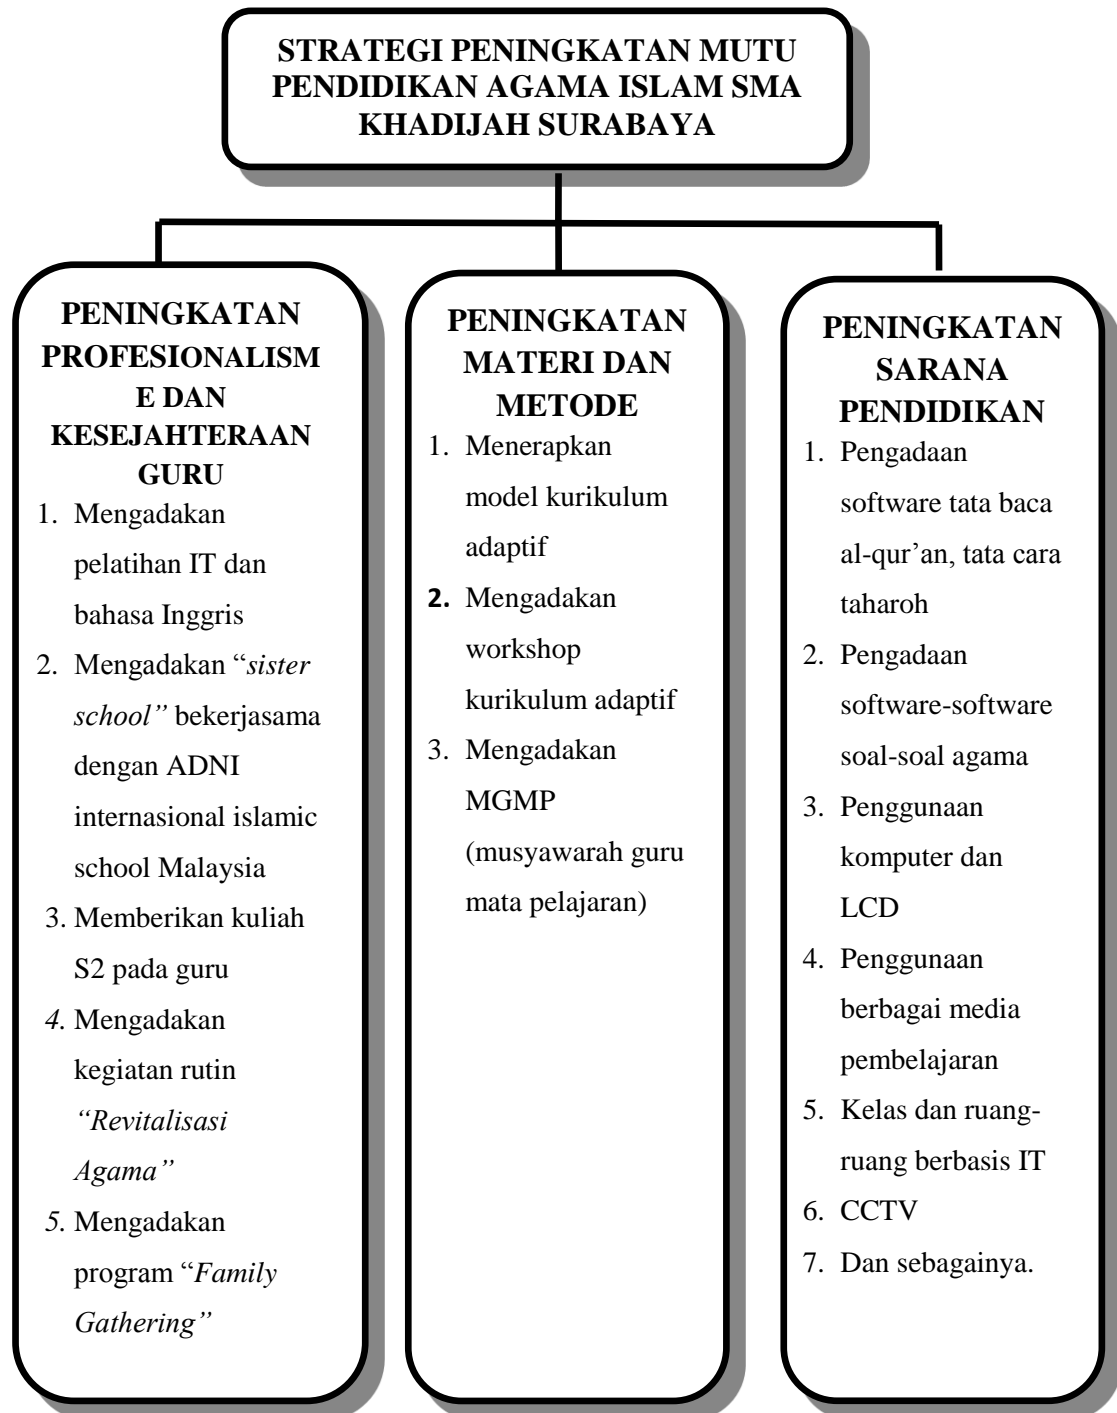 STRATEGI PENINGKATAN MUTU
PENDIDIKAN AGAMA ISLAM SMA
KHADIJAH SURABAYA
PENINGKATAN
PROFESIONALISM
E DAN
KESEJAHTERAAN
GURU
1. Mengadakan
pelatihan IT dan
bahasa Inggris
2. Mengadakan “sister
school” bekerjasama
dengan ADNI
internasional islamic
school Malaysia
3. Memberikan kuliah
S2 pada guru
4. Mengadakan
kegiatan rutin
“Revitalisasi
Agama”
5. Mengadakan
program “Family
Gathering”
PENINGKATAN
MATERI DAN
METODE
1. Menerapkan
model kurikulum
adaptif
2. Mengadakan
workshop
kurikulum adaptif
3. Mengadakan
MGMP
(musyawarah guru
mata pelajaran)
PENINGKATAN
SARANA
PENDIDIKAN
1. Pengadaan
software tata baca
al-qur’an, tata cara
taharoh
2. Pengadaan
software-software
soal-soal agama
3. Penggunaan
komputer dan
LCD
4. Penggunaan
berbagai media
pembelajaran
5. Kelas dan ruang-
ruang berbasis IT
6. CCTV
7. Dan sebagainya.